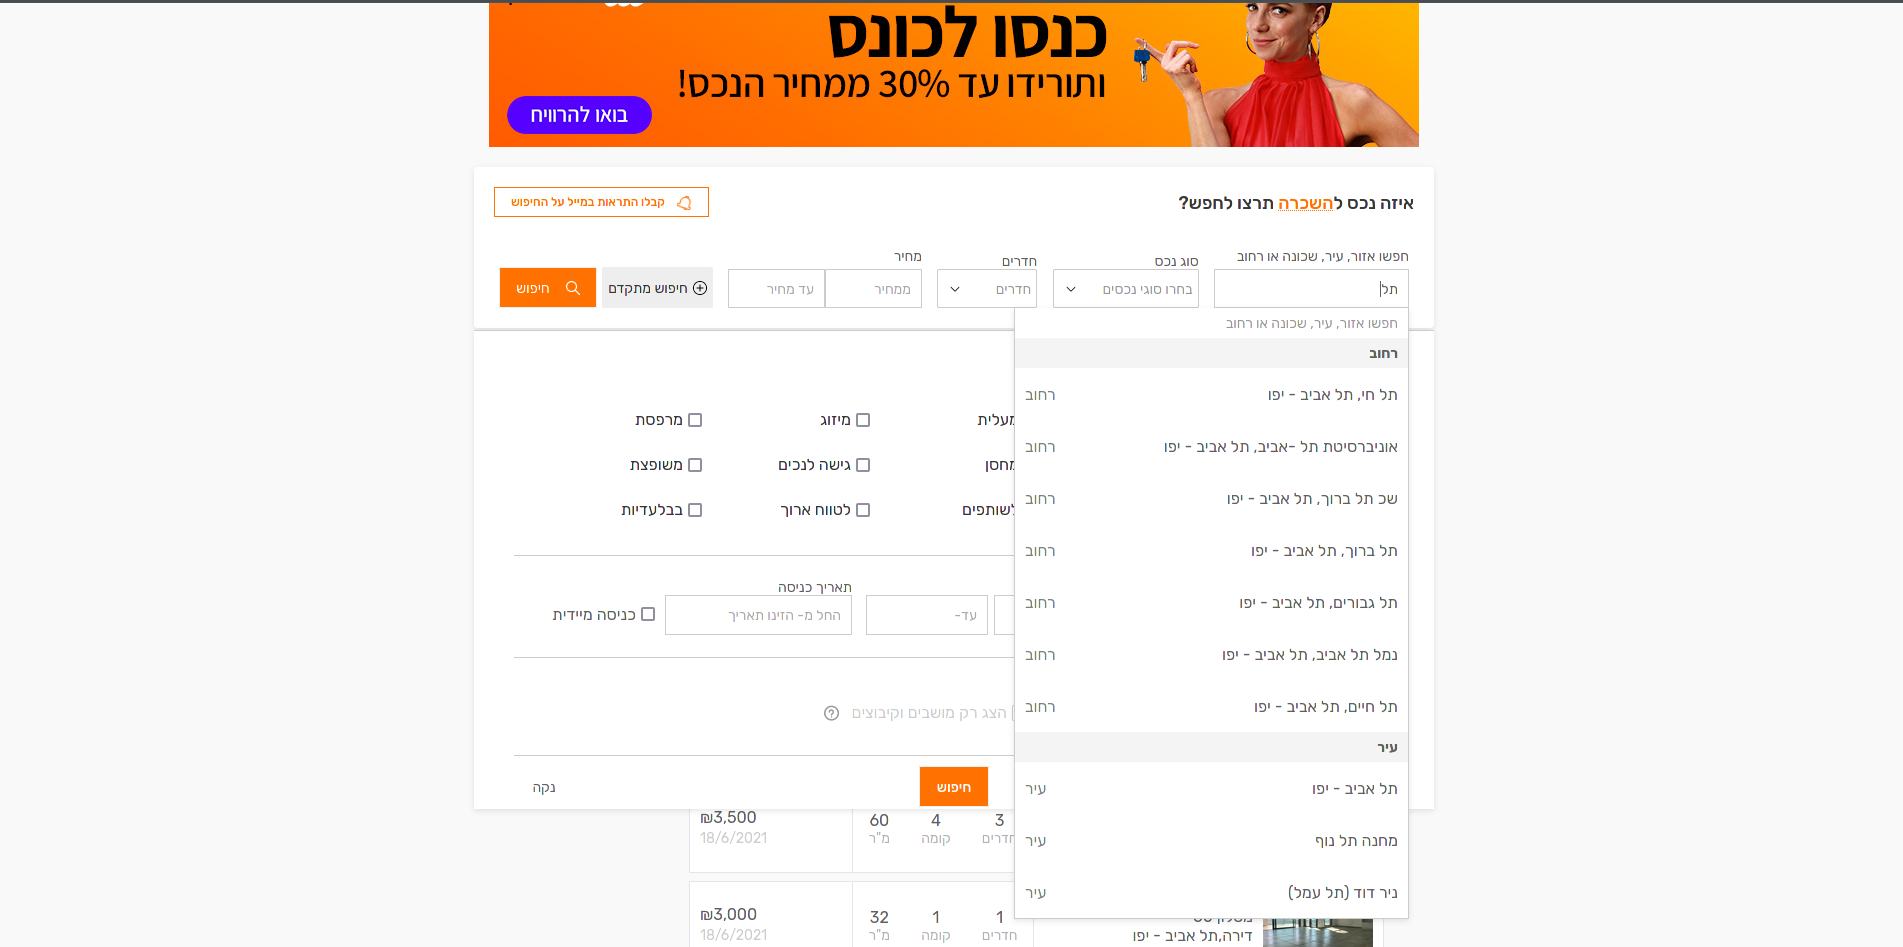 כנסו לכונס
ותורידו עד 30% ממחיר הנכס!
בואו להרוויח
איזה נכס להשכרה תרצו לחפש?
קבלו התראות במייל על החיפוש
חפשו אזור, עיר, שכונה או רחוב
סוג נכס
חדרים
מחיר
תל
בחרו סוגי נכסים
חדרים
ממחיר
עד מחיר
חיפוש מתקדם
חיפוש
חפשו אזור, עיר, שכונה או רחוב
רחוב
תל חי, תל אביב - יפו רחוב
אוניברסיטת תל -אביב, תל אביב - יפו רחוב
שכ תל ברוך, תל אביב - יפו רחוב
תל ברוך, תל אביב - יפו רחוב
תל גבורים, תל אביב - יפו רחוב
נמל תל אביב, תל אביב - יפו רחוב
תל חיים, תל אביב - יפו רחוב
עיר
תל אביב - יפו עיר
מחנה תל נוף עיר
ניר דוד (תל עמל) עיר
מעלית מיזוג מרפסת
מחסן גישה לנכים משופצת
לשותפים לטווח ארוך בבלעדיות
תאריך כניסה
עד-
החל מ- הזינו תאריך
כניסה מיידית
הצג רק מושבים וקיבוצים
חיפוש
נקה
3 4 60 ₪3,500
חדרים קומה מ"ר 18/6/2021
1 1 32 ₪3,000
חדרים קומה מ"ר 18/6/2021
דירה,תל אביב - יפו